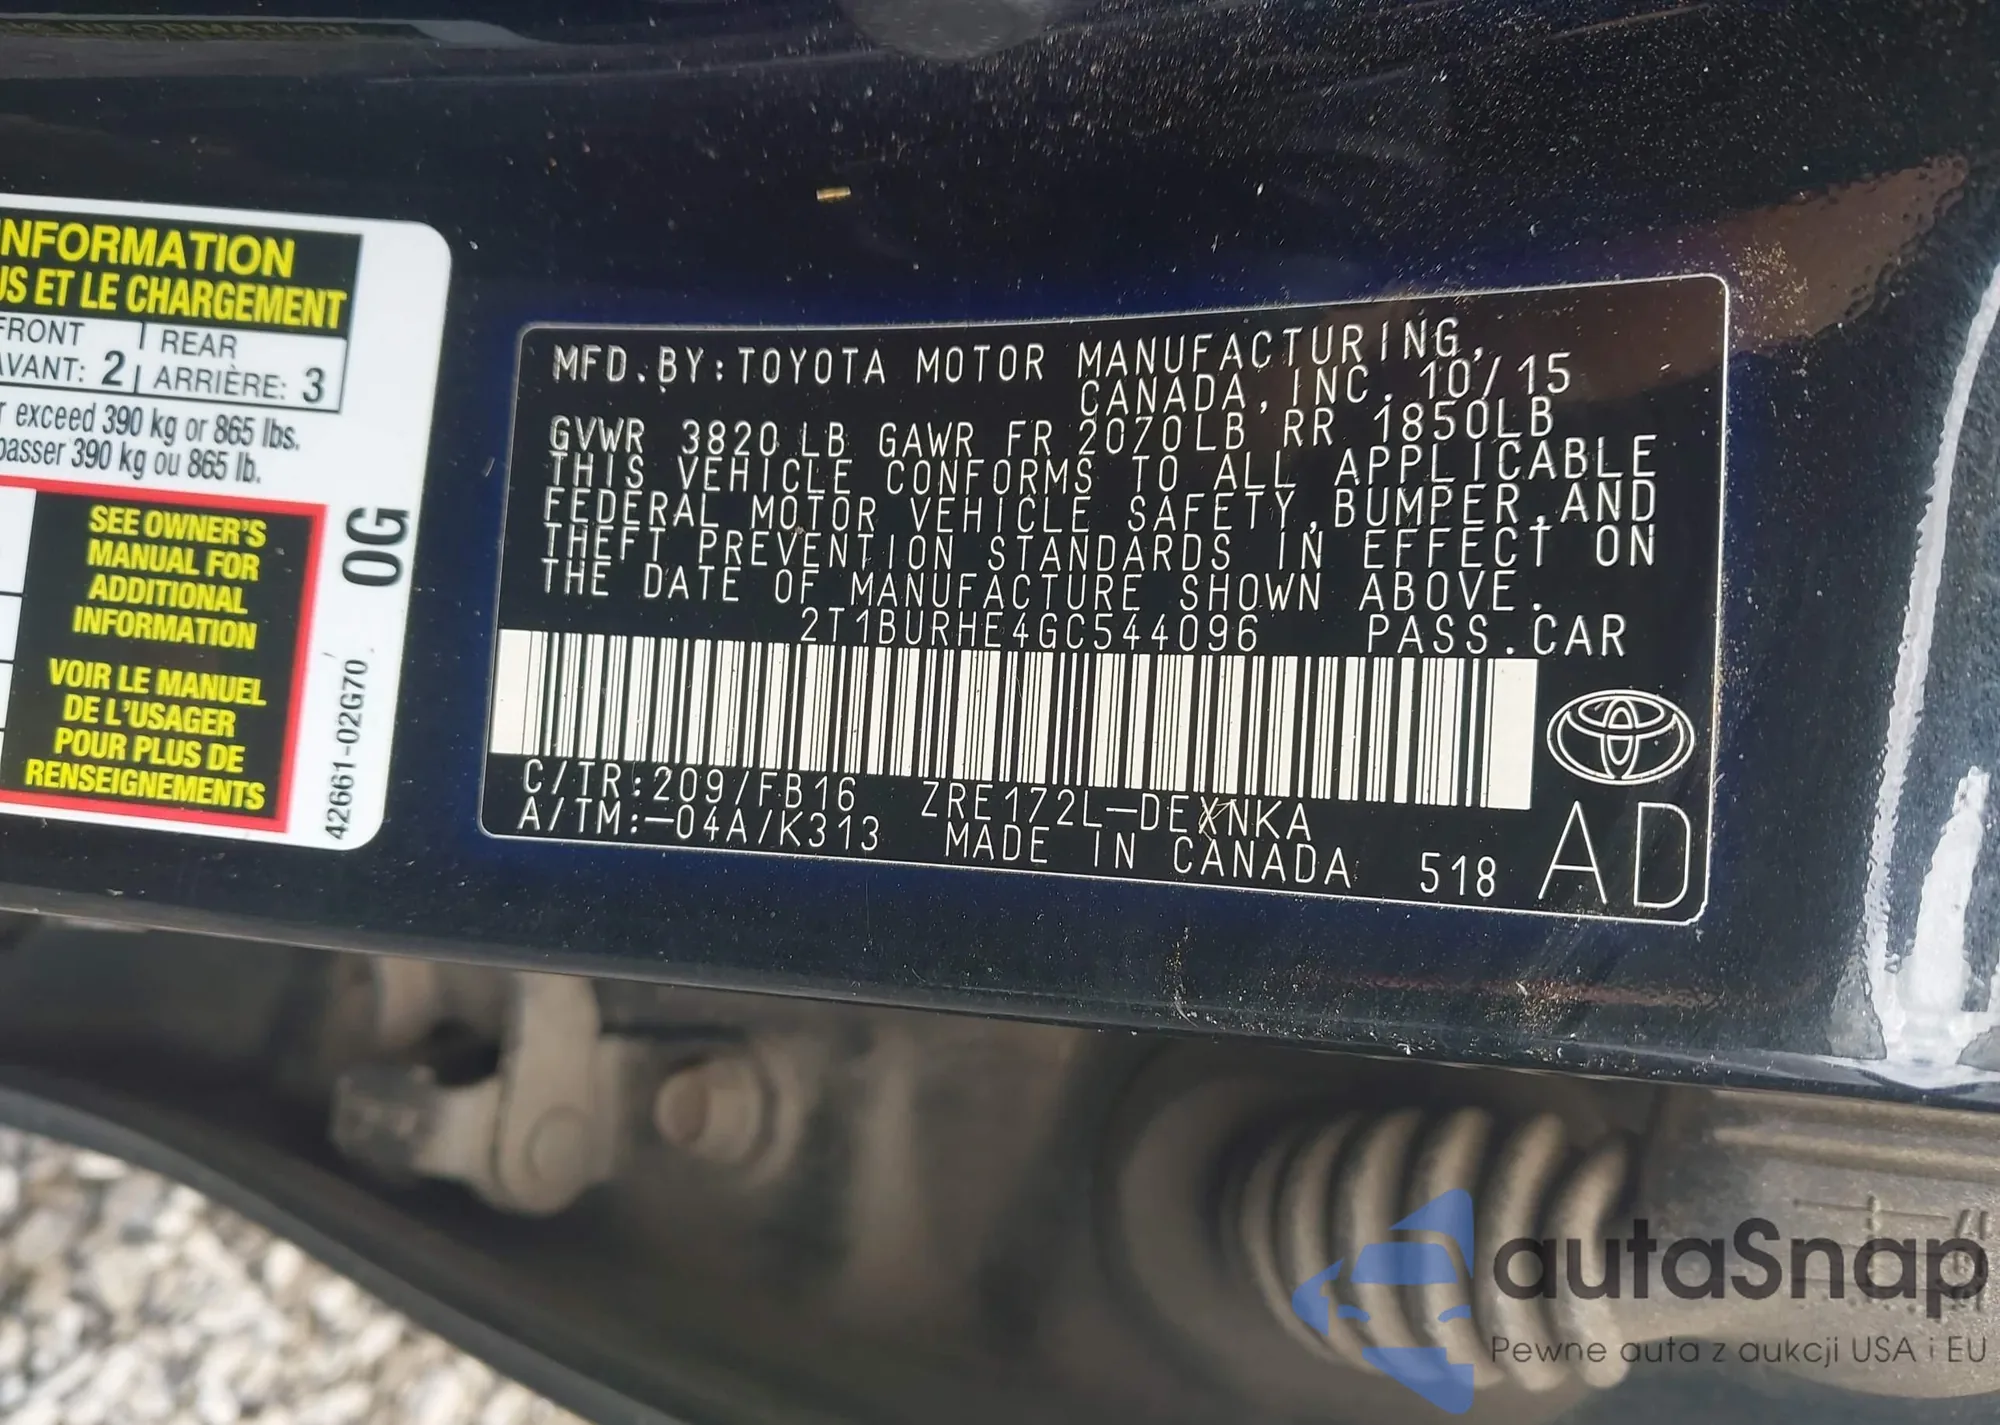 NFORMATION
US ET LE CHARGEMENT
FRONT
AVANT: 2
REAR
ARRIÈRE: 3
exceed 390 kg or 865 lbs.
passer 390 kg ou 865 lb.
SEE OWNER'S
MANUAL FOR
ADDITIONAL
INFORMATION
VOIR LE MANUEL
DE L'USAGER
POUR PLUS DE
RENSEIGNEMENTS
0G
42661-02G70
MFD.BY:TOYOTA MOTOR MANUFACTURING,
CANADA,INC. 10/15
GVWR 3820LB GAWR FR 2070LB RR 1850LB
THIS VEHICLE CONFORMS TO ALL APPLICABLE
FEDERAL MOTOR VEHICLE SAFETY,BUMPER,AND
THEFT PREVENTION STANDARDS IN EFFECT ON
THE DATE OF MANUFACTURE SHOWN ABOVE.
2T1BURHE4GC544096 PASS.CAR
C/TR:209/FB16 ZRE172L-DEXNKA
A/TM:-04A/K313 MADE IN CANADA 518
AD
autaSnap
Pewne auta z aukcji USA i EU